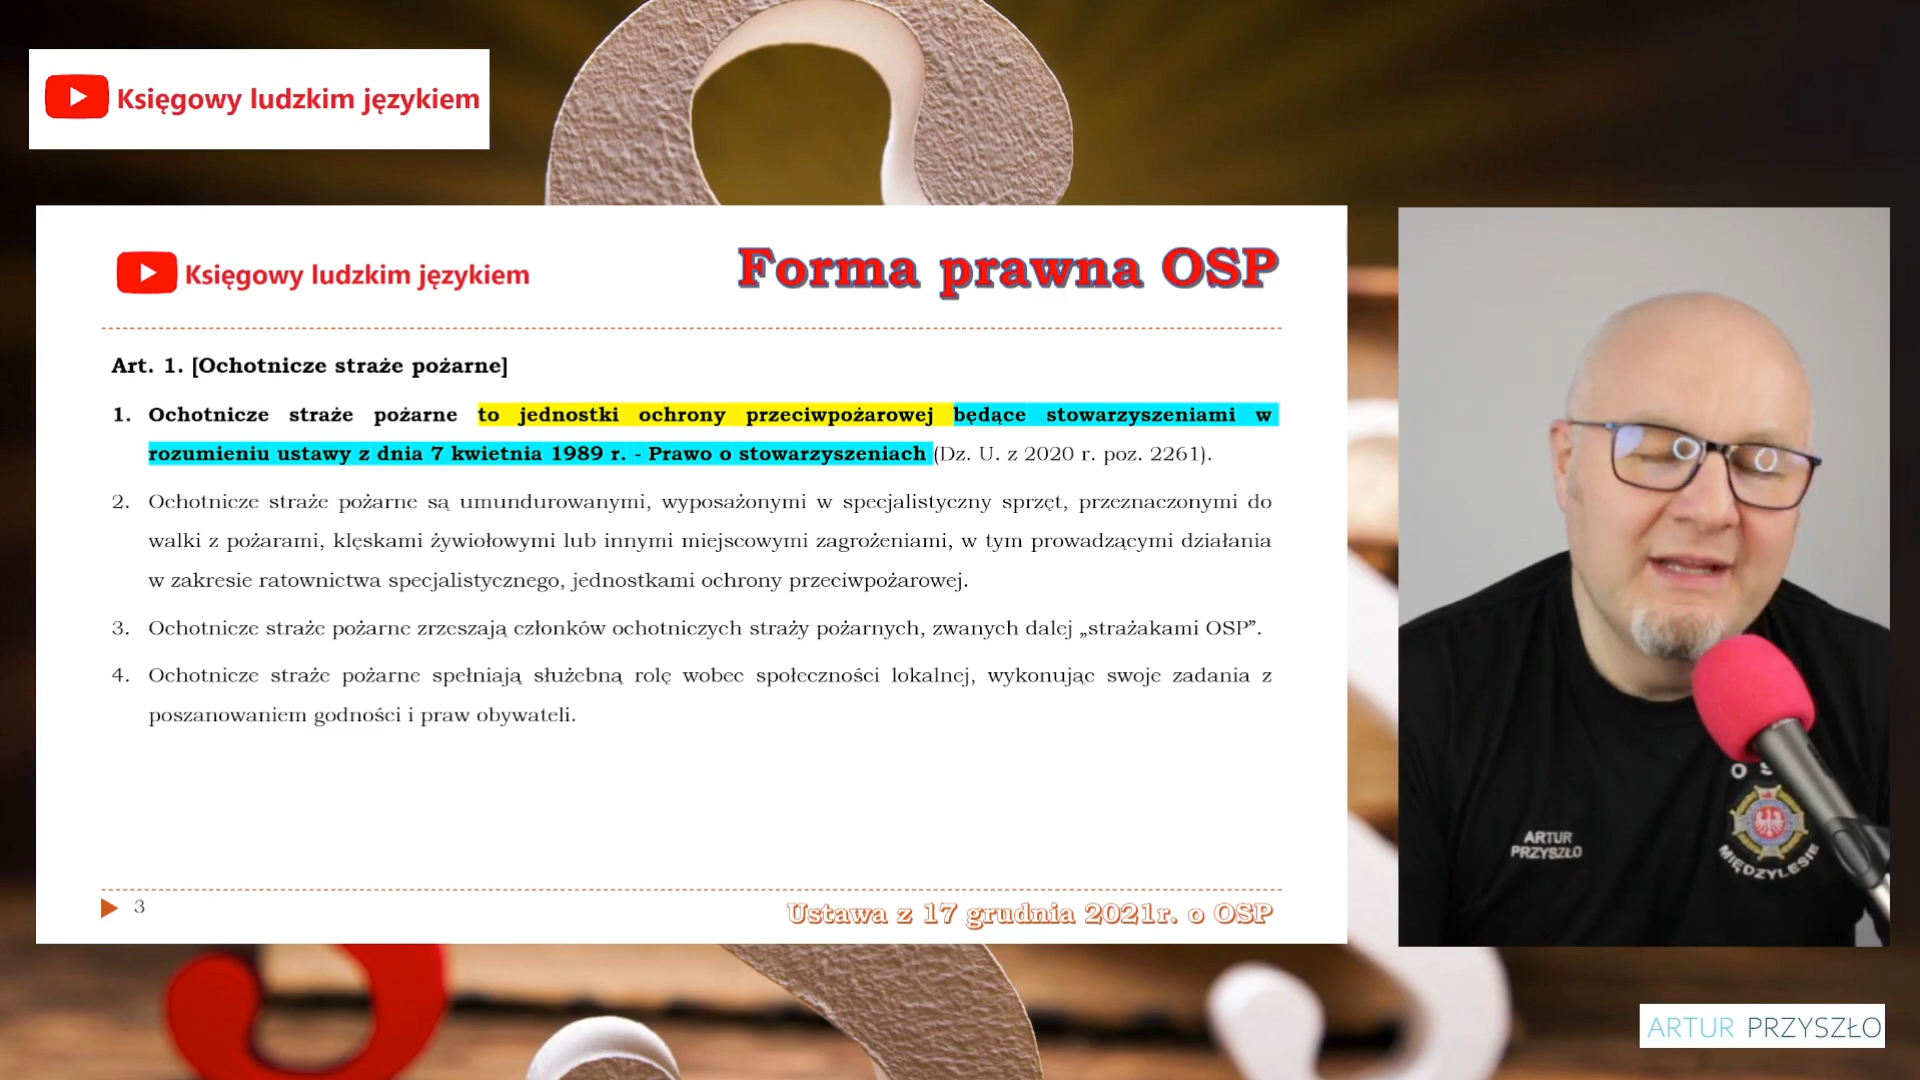 Księgowy ludzkim językiem
Księgowy ludzkim językiem
Forma prawna OSP
Art. 1. [Ochotnicze straże pożarne]
1. Ochotnicze straże pożarne to jednostki ochrony przeciwpożarowej będące stowarzyszeniami w
rozumieniu ustawy z dnia 7 kwietnia 1989 r. - Prawo o stowarzyszeniach (Dz. U. z 2020 r. poz. 2261).
2. Ochotnicze straże pożarne są umundurowanymi, wyposażonymi w specjalistyczny sprzęt, przeznaczonymi do
walki z pożarami, klęskami żywiołowymi lub innymi miejscowymi zagrożeniami, w tym prowadzącymi działania
w zakresie ratownictwa specjalistycznego, jednostkami ochrony przeciwpożarowej.
3. Ochotnicze straże pożarne zrzeszają członków ochotniczych straży pożarnych, zwanych dalej „strażakami OSP”.
4. Ochotnicze straże pożarne spełniają służebną rolę wobec społeczności lokalnej, wykonując swoje zadania z
poszanowaniem godności i praw obywateli.
3
Ustawa z 17 grudnia 2021r. o OSP
ARTUR
PRZYSZŁO
MIĘDZYLESIE
ARTUR PRZYSZŁO